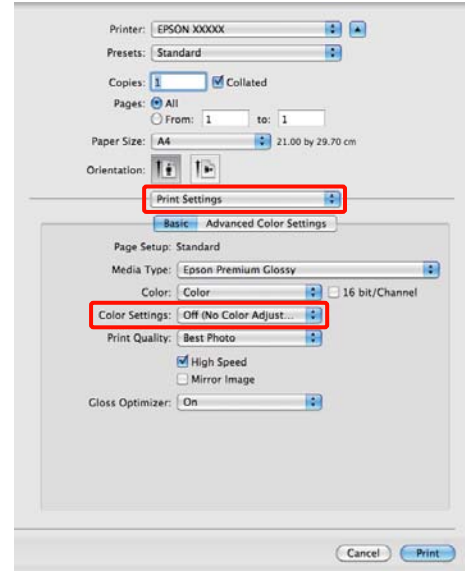 Printer: EPSON XXXXX
Presets: Standard
Copies: 1 Collated
Pages: All
From: 1 to: 1
Paper Size: A4 21.00 by 29.70 cm
Orientation:
Print Settings
Basic Advanced Color Settings
Page Setup: Standard
Media Type: Epson Premium Glossy
Color: Color 16 bit/Channel
Color Settings: Off (No Color Adjust...
Print Quality: Best Photo
High Speed
Mirror Image
Gloss Optimizer: On
Cancel Print